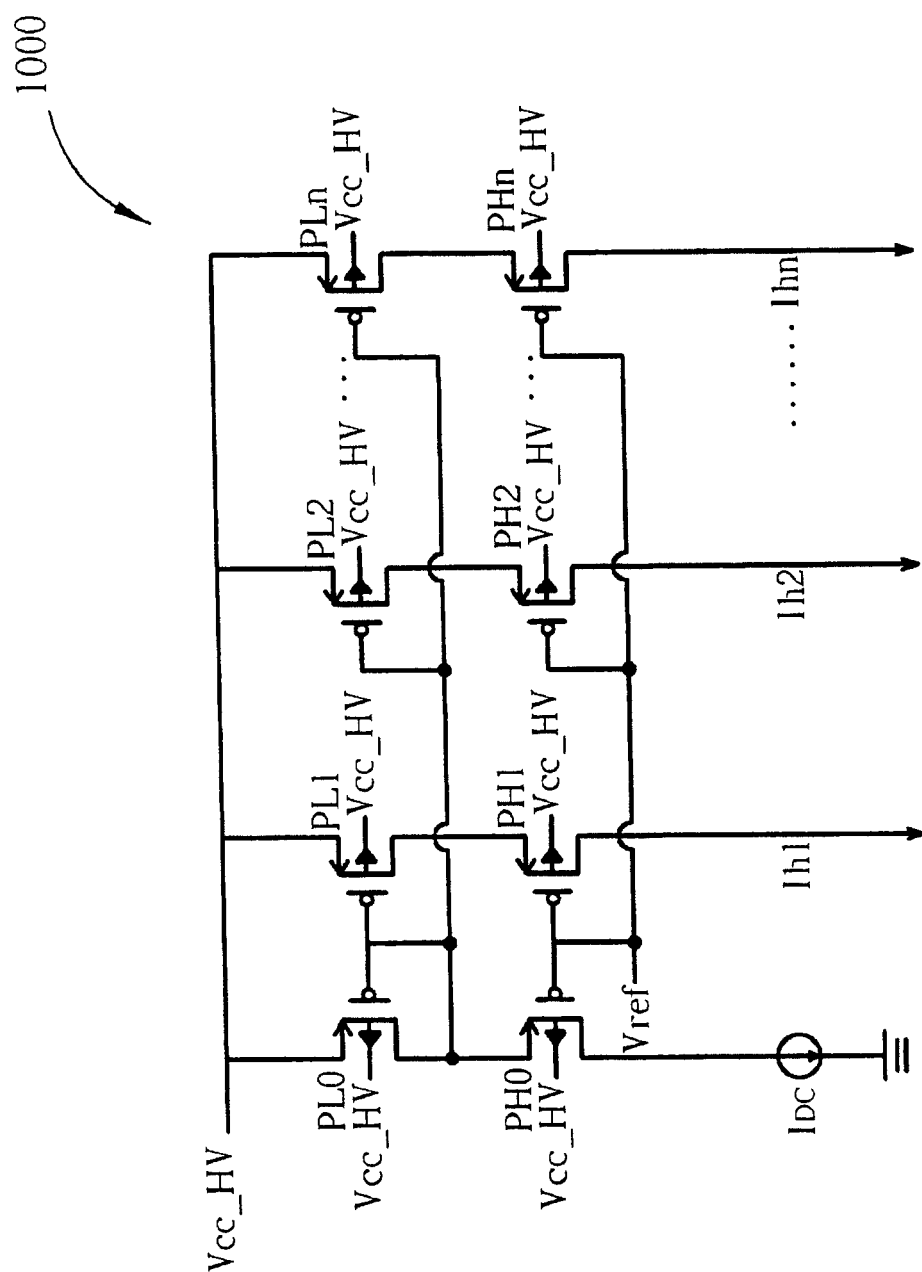 1000
Vcc_HV
PL0
Vcc_HV
PL1
Vcc_HV
PL2
Vcc_HV
...
PLn
Vcc_HV
PH0
Vcc_HV
PH1
Vcc_HV
PH2
Vcc_HV
...
PHn
Vcc_HV
Vref
IDC
Ih1
Ih2
......
Ihn